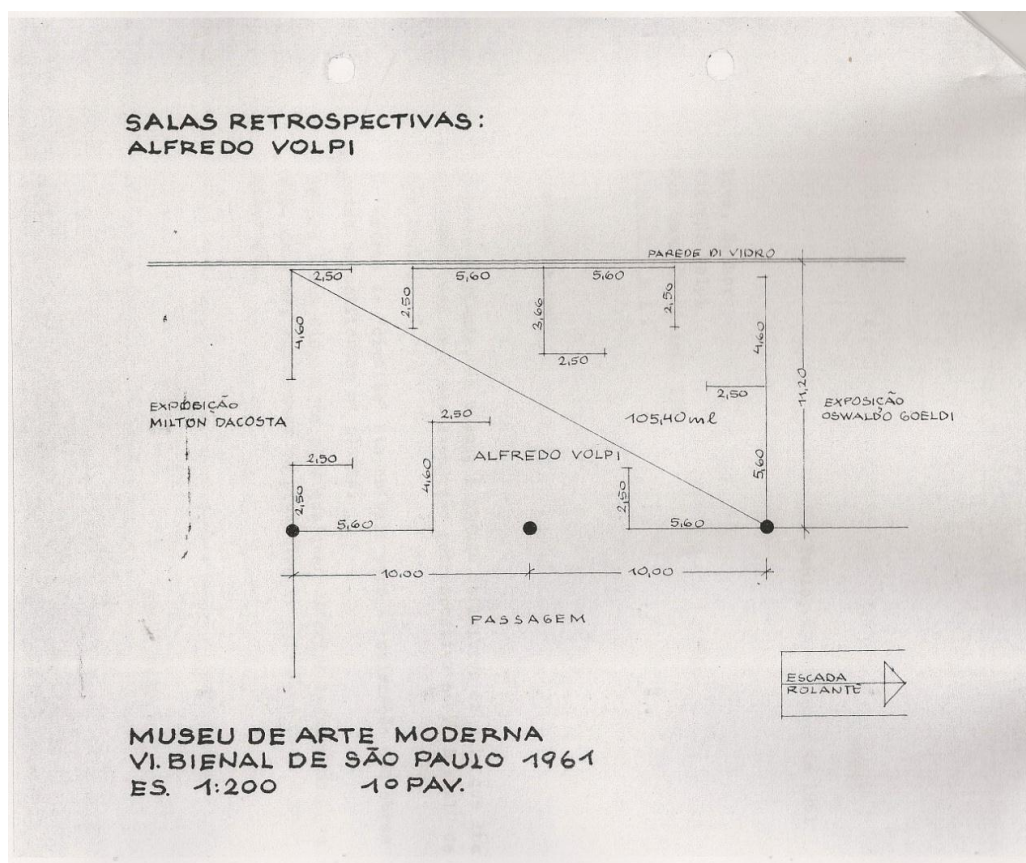 SALAS RETROSPECTIVAS:
ALFREDO VOLPI
PAREDE DI VIDRO
2,50
5,60
5,60
2,50
3,66
2,50
4,60
4,60
2,50
2,50
11,20
EXPOSIÇÃO
MILTON DACOSTA
EXPOSIÇÃO
OSWALDO GOELDI
105,40 ml
2,50
ALFREDO VOLPI
2,50
4,60
5,60
2,50
2,50
5,60
5,60
10,00
10,00
PASSAGEM
ESCADA
ROLANTE
MUSEU DE ARTE MODERNA
VI. BIENAL DE SÃO PAULO 1961
ES. 1:200 1º PAV.